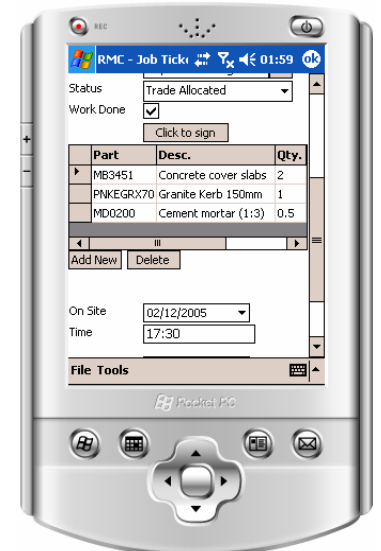 REC
RMC - Job Ticke 01:59 ok
Status Trade Allocated
Work Done
Click to sign
Part Desc. Qty.
MB3451 Concrete cover slabs 2
PNKEGRX70 Granite Kerb 150mm 1
MD0200 Cement mortar (1:3) 0.5
Add New Delete
On Site 02/12/2005
Time 17:30
File Tools
Pocket PC